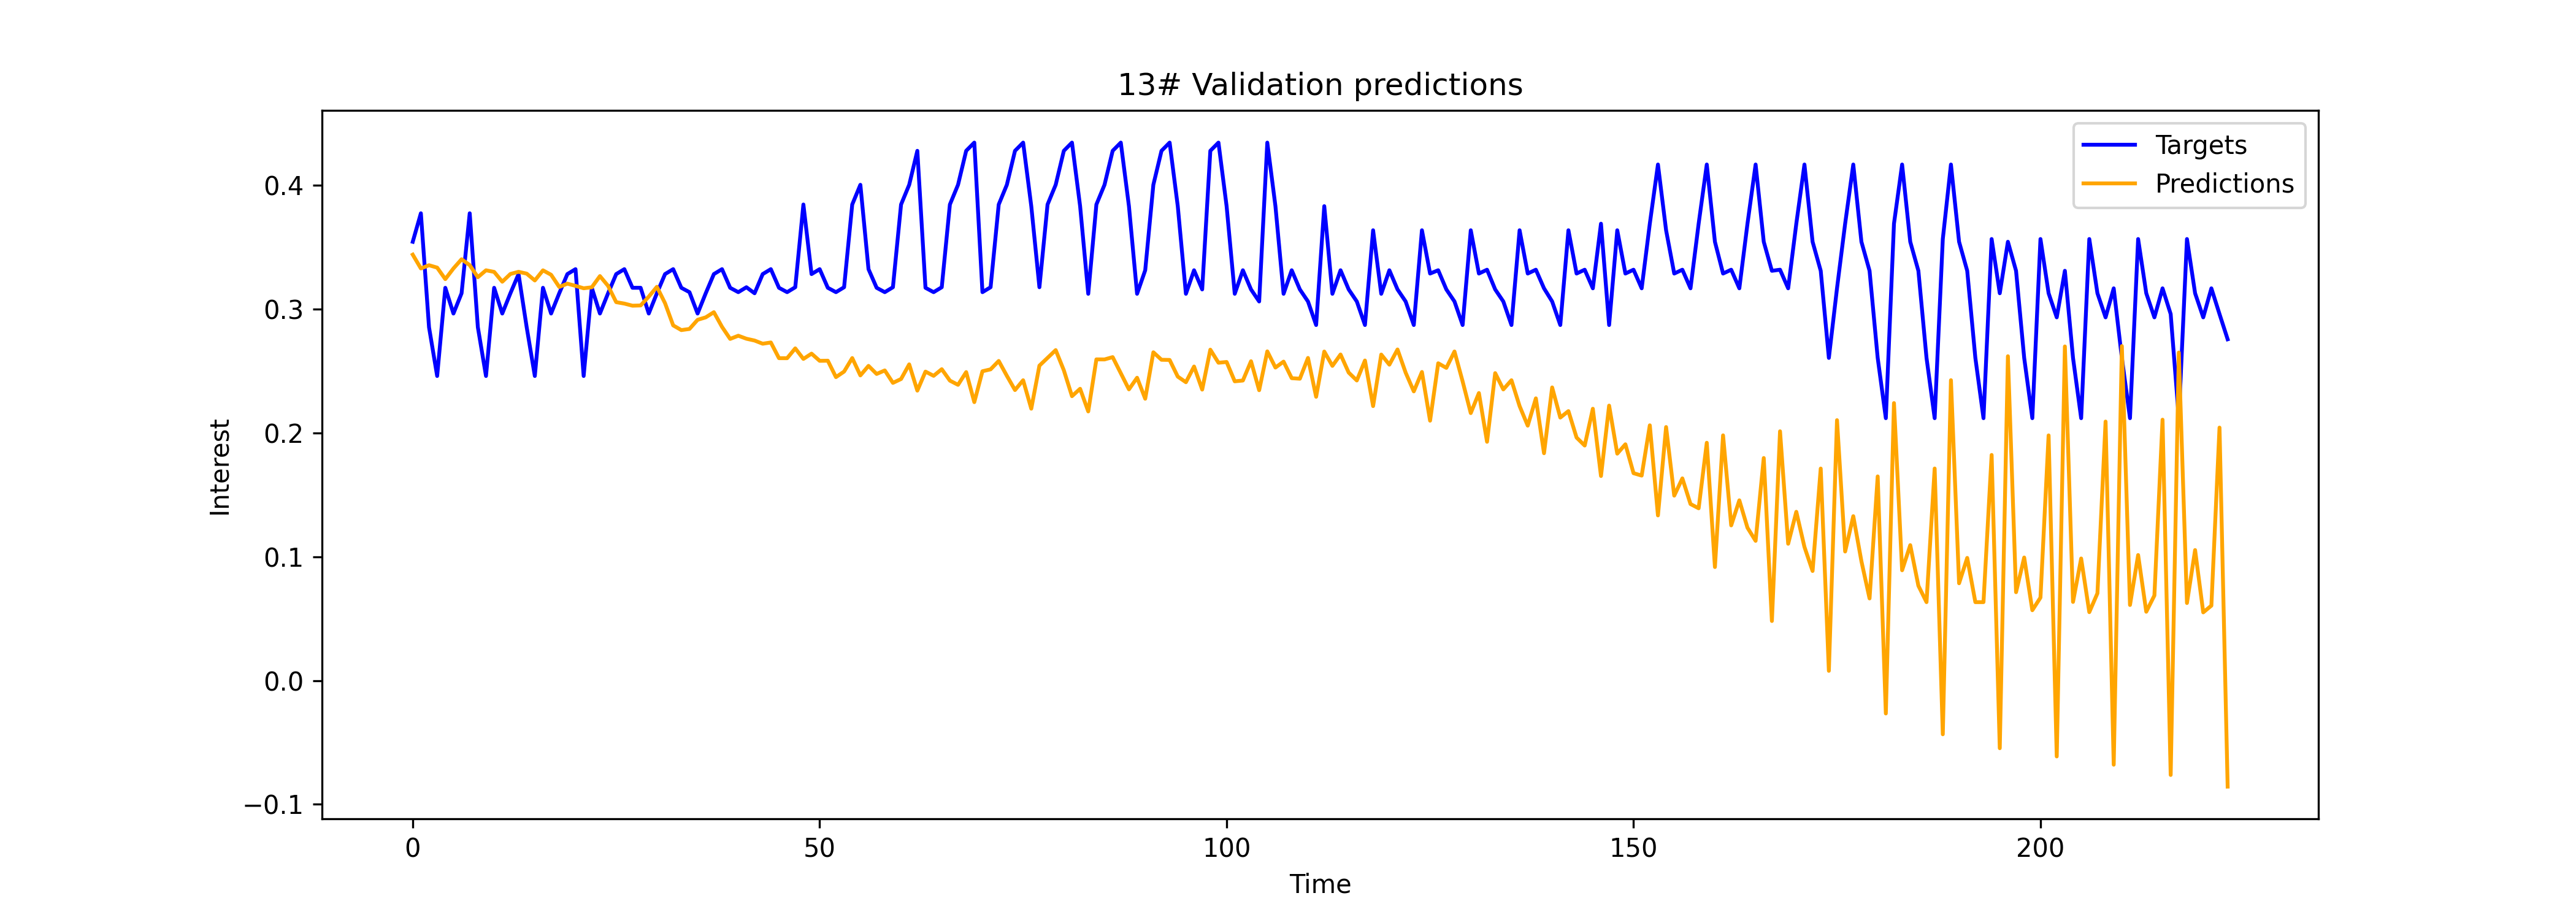 13# Validation predictions
Targets
Predictions
Interest
0.4
0.3
0.2
0.1
0.0
−0.1
0
50
100
150
200
Time